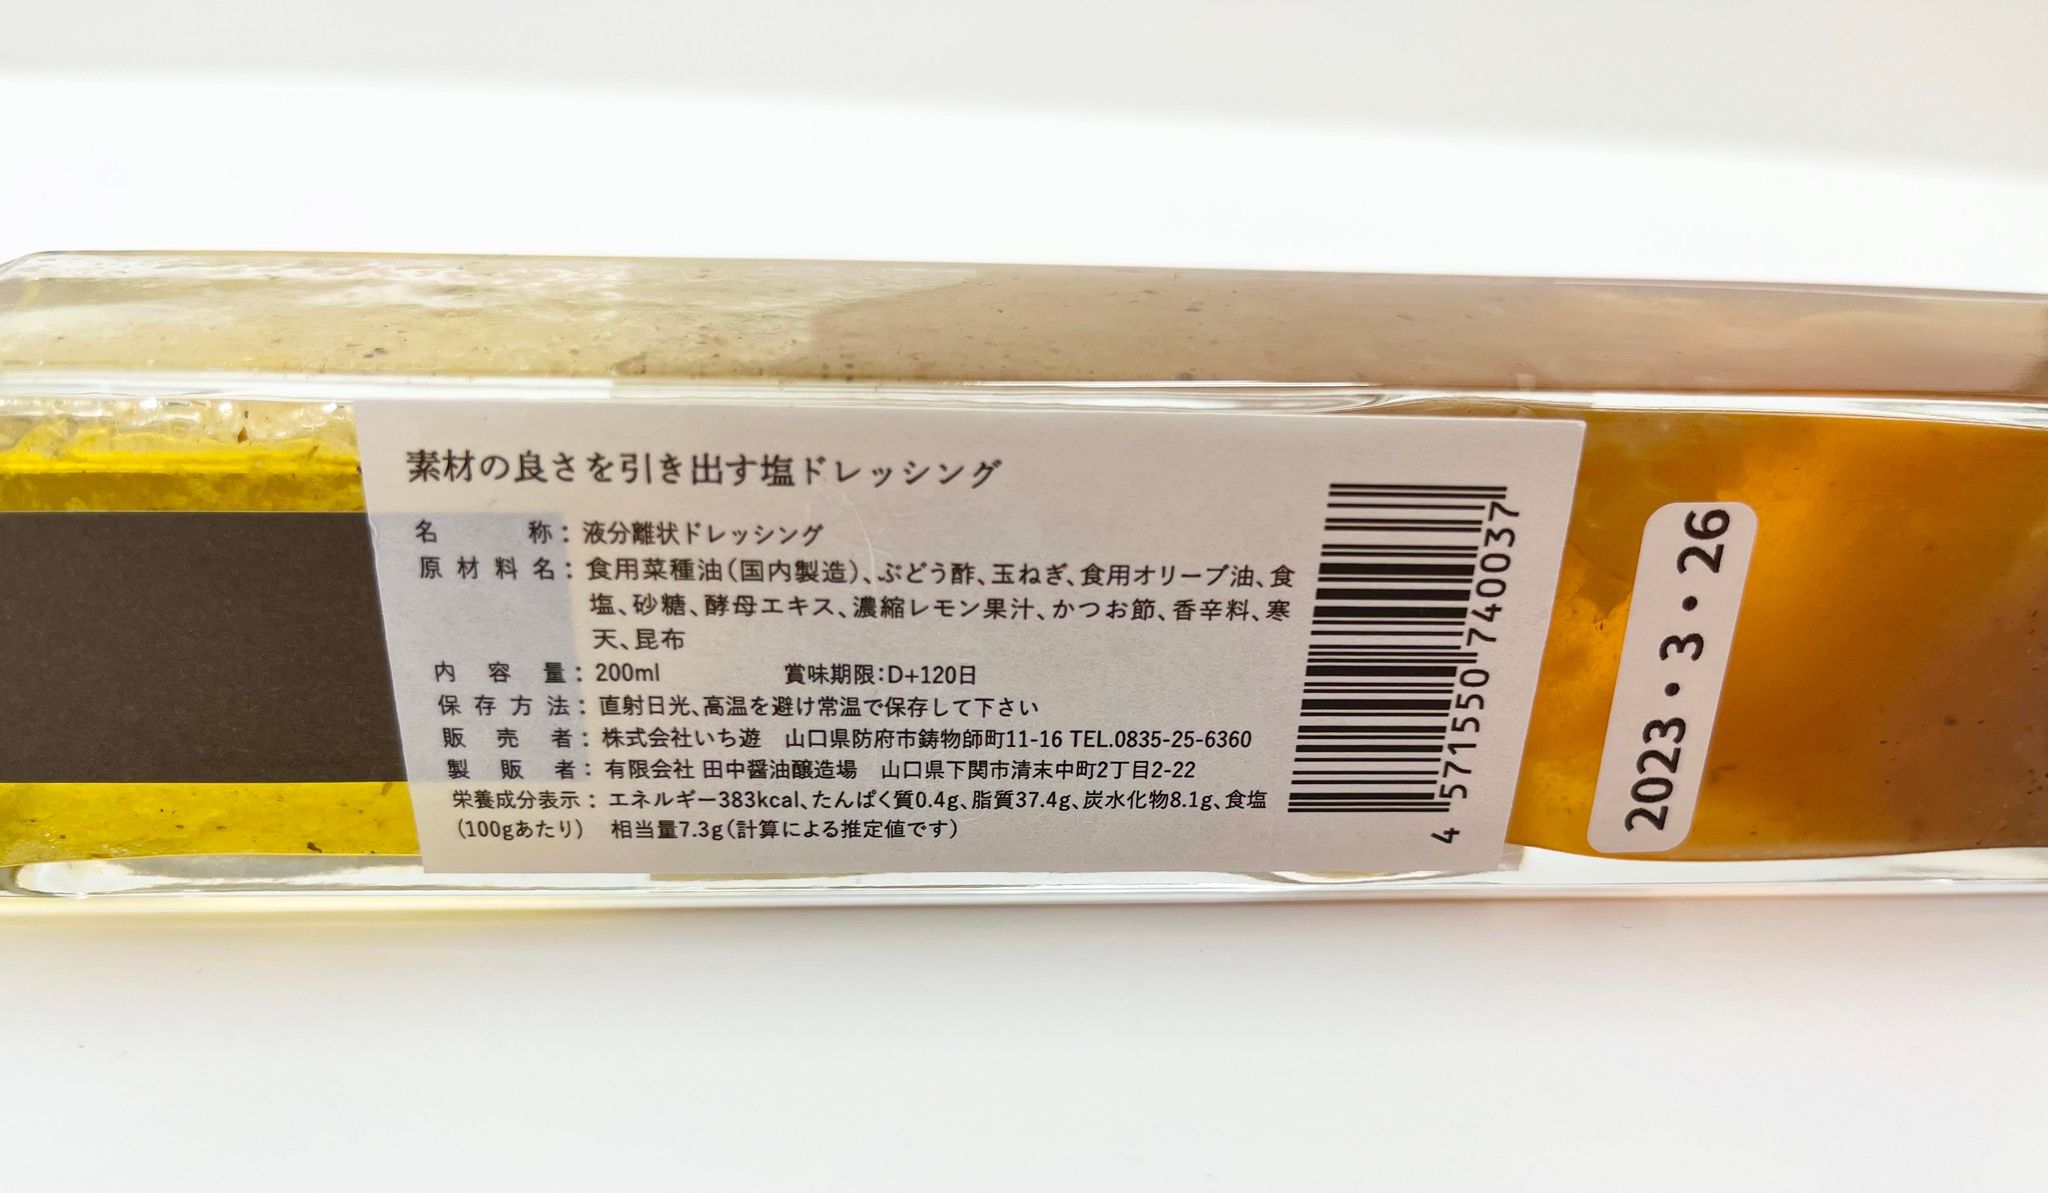 素材の良さを引き出す塩ドレッシング
名称：液分離状ドレッシング
原材料名：食用菜種油（国内製造）、ぶどう酢、玉ねぎ、食用オリーブ油、食
塩、砂糖、酵母エキス、濃縮レモン果汁、かつお節、香辛料、寒
天、昆布
内容量：200ml 賞味期限：D+120日
保存方法：直射日光、高温を避け常温で保存して下さい
販売者：株式会社いち遊 山口県防府市鋳物師町11-16 TEL.0835-25-6360
製販者：有限会社 田中醤油醸造場 山口県下関市清末中町2丁目2-22
栄養成分表示：エネルギー383kcal、たんぱく質0.4g、脂質37.4g、炭水化物8.1g、食塩
（100gあたり） 相当量7.3g（計算による推定値です）
4 571550 740037
2023・3・26